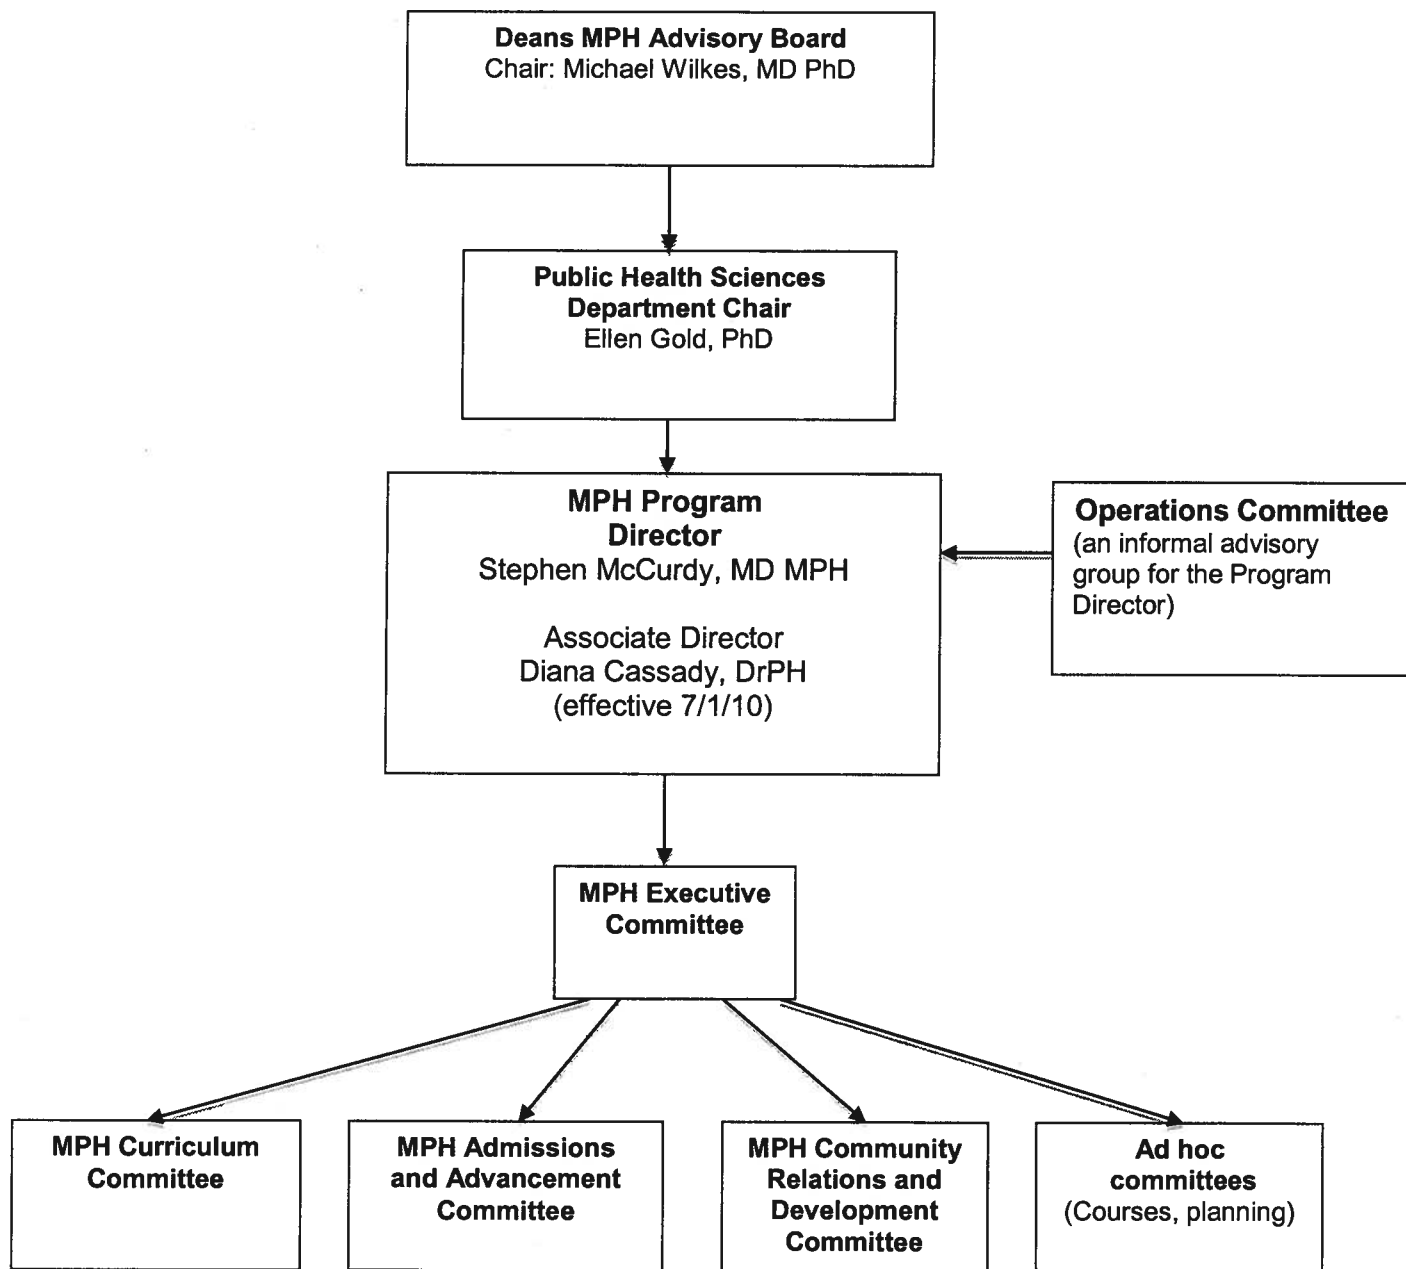 Deans MPH Advisory Board
Chair: Michael Wilkes, MD PhD
Public Health Sciences
Department Chair
Ellen Gold, PhD
MPH Program
Director
Stephen McCurdy, MD MPH
Associate Director
Diana Cassady, DrPH
(effective 7/1/10)
Operations Committee
(an informal advisory
group for the Program
Director)
MPH Executive
Committee
MPH Curriculum
Committee
MPH Admissions
and Advancement
Committee
MPH Community
Relations and
Development
Committee
Ad hoc
committees
(Courses, planning)